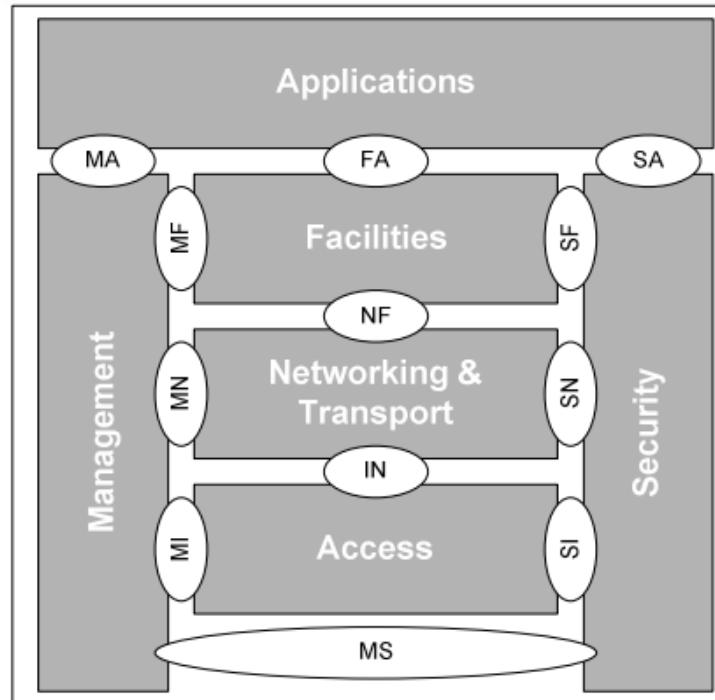 Applications
MA
FA
SA
MF
Facilities
SF
NF
Management
MN
Networking &
Transport
SN
Security
IN
MI
Access
SI
MS